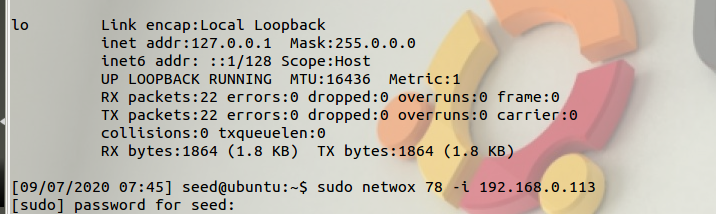 lo        Link encap:Local Loopback
          inet addr:127.0.0.1  Mask:255.0.0.0
          inet6 addr: ::1/128 Scope:Host
          UP LOOPBACK RUNNING  MTU:16436  Metric:1
          RX packets:22 errors:0 dropped:0 overruns:0 frame:0
          TX packets:22 errors:0 dropped:0 overruns:0 carrier:0
          collisions:0 txqueuelen:0
          RX bytes:1864 (1.8 KB)  TX bytes:1864 (1.8 KB)
[09/07/2020 07:45] seed@ubuntu:~$ sudo netwox 78 -i 192.168.0.113
[sudo] password for seed: